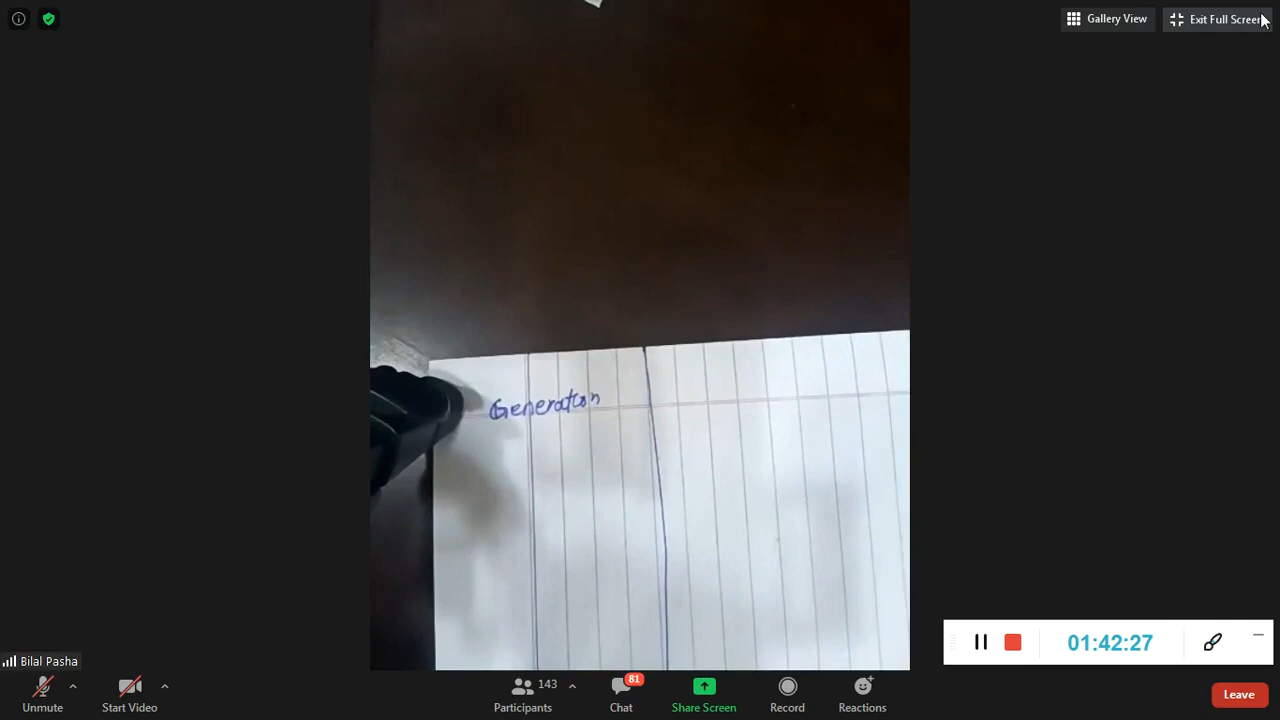 Gallery View
Exit Full Screen
Generation
01:42:27
Bilal Pasha
Unmute
Start Video
Participants
143
Chat
81
Share Screen
Record
Reactions
Leave